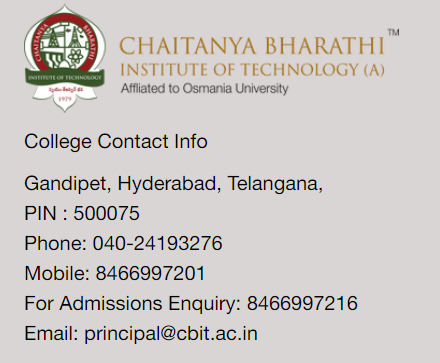 CHAITANYA BHARATHI
INSTITUTE OF TECHNOLOGY
1979
CHAITANYA BHARATHI™
INSTITUTE OF TECHNOLOGY (A)
Affliated to Osmania University
College Contact Info
Gandipet, Hyderabad, Telangana,
PIN : 500075
Phone: 040-24193276
Mobile: 8466997201
For Admissions Enquiry: 8466997216
Email: principal@cbit.ac.in